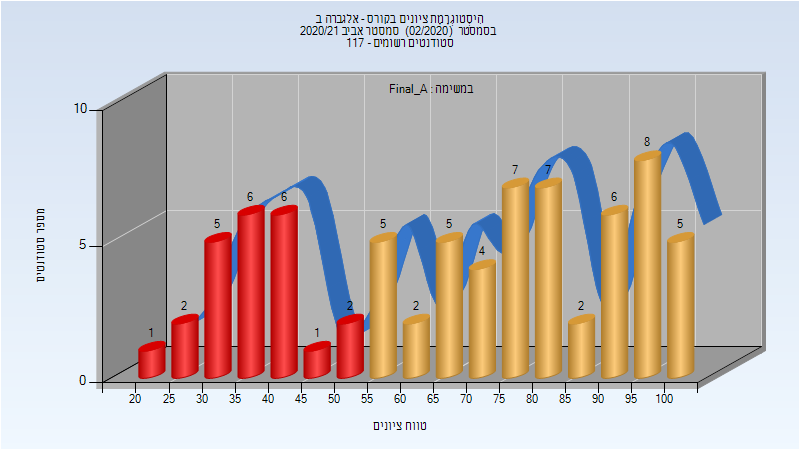 היסטוגרמת ציונים בקורס - אלגברה ב
בסמסטר (02/2020) סמסטר אביב 2020/21
סטודנטים רשומים - 117
במשימה : Final_A
מספר סטודנטים
10
5
0
1 2 5 6 6 1 2 5 2 5 4 7 7 2 6 8 5
20 25 30 35 40 45 50 55 60 65 70 75 80 85 90 95 100
טווח ציונים